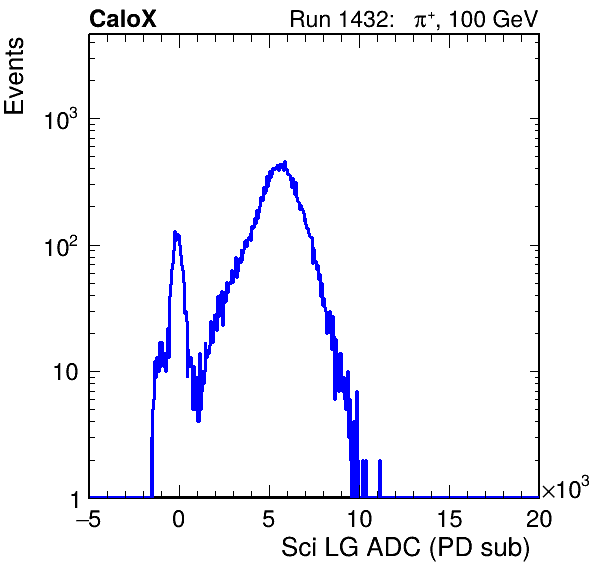 CaloX Run 1432: π⁺, 100 GeV
Events
10³
10²
10
1
−5 0 5 10 15 20 ×10³
Sci LG ADC (PD sub)